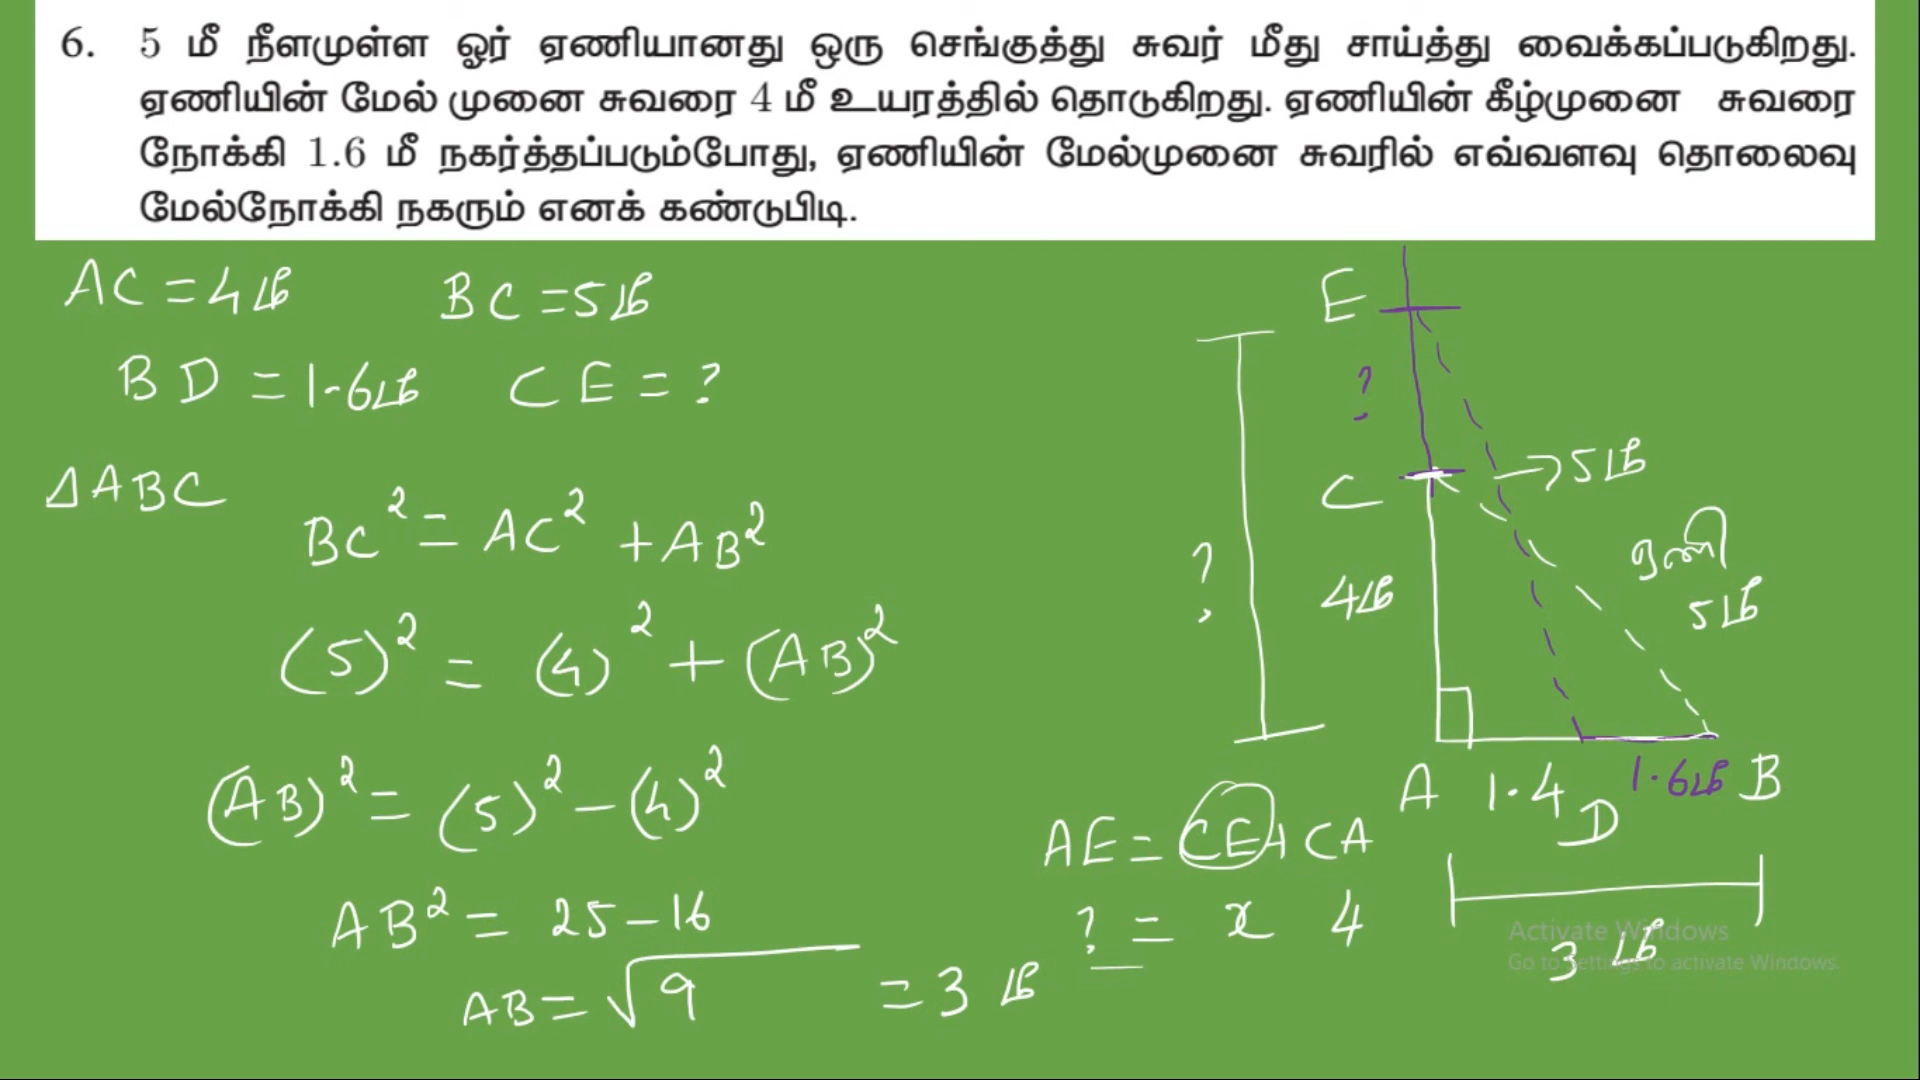 6. 5 மீ நீளமுள்ள ஓர் ஏணியானது ஒரு செங்குத்து சுவர் மீது சாய்த்து வைக்கப்படுகிறது.
ஏணியின் மேல் முனை சுவரை 4 மீ உயரத்தில் தொடுகிறது. ஏணியின் கீழ்முனை சுவரை
நோக்கி 1.6 மீ நகர்த்தப்படும்போது, ஏணியின் மேல்முனை சுவரில் எவ்வளவு தொலைவு
மேல்நோக்கி நகரும் எனக் கண்டுபிடி.
AC = 4மீ BC = 5மீ
BD = 1.6மீ CE = ?
ΔABC
BC² = AC² + AB²
(5)² = (4)² + (AB)²
(AB)² = (5)² - (4)²
AB² = 25 - 16
AB = √9 = 3 மீ
E
?
C
→ 5மீ
ஏணி
5மீ
?
4மீ
A 1.4 D 1.6மீ B
AE = CE + CA
? = x 4
3 மீ
Activate Windows
Go to Settings to activate Windows.